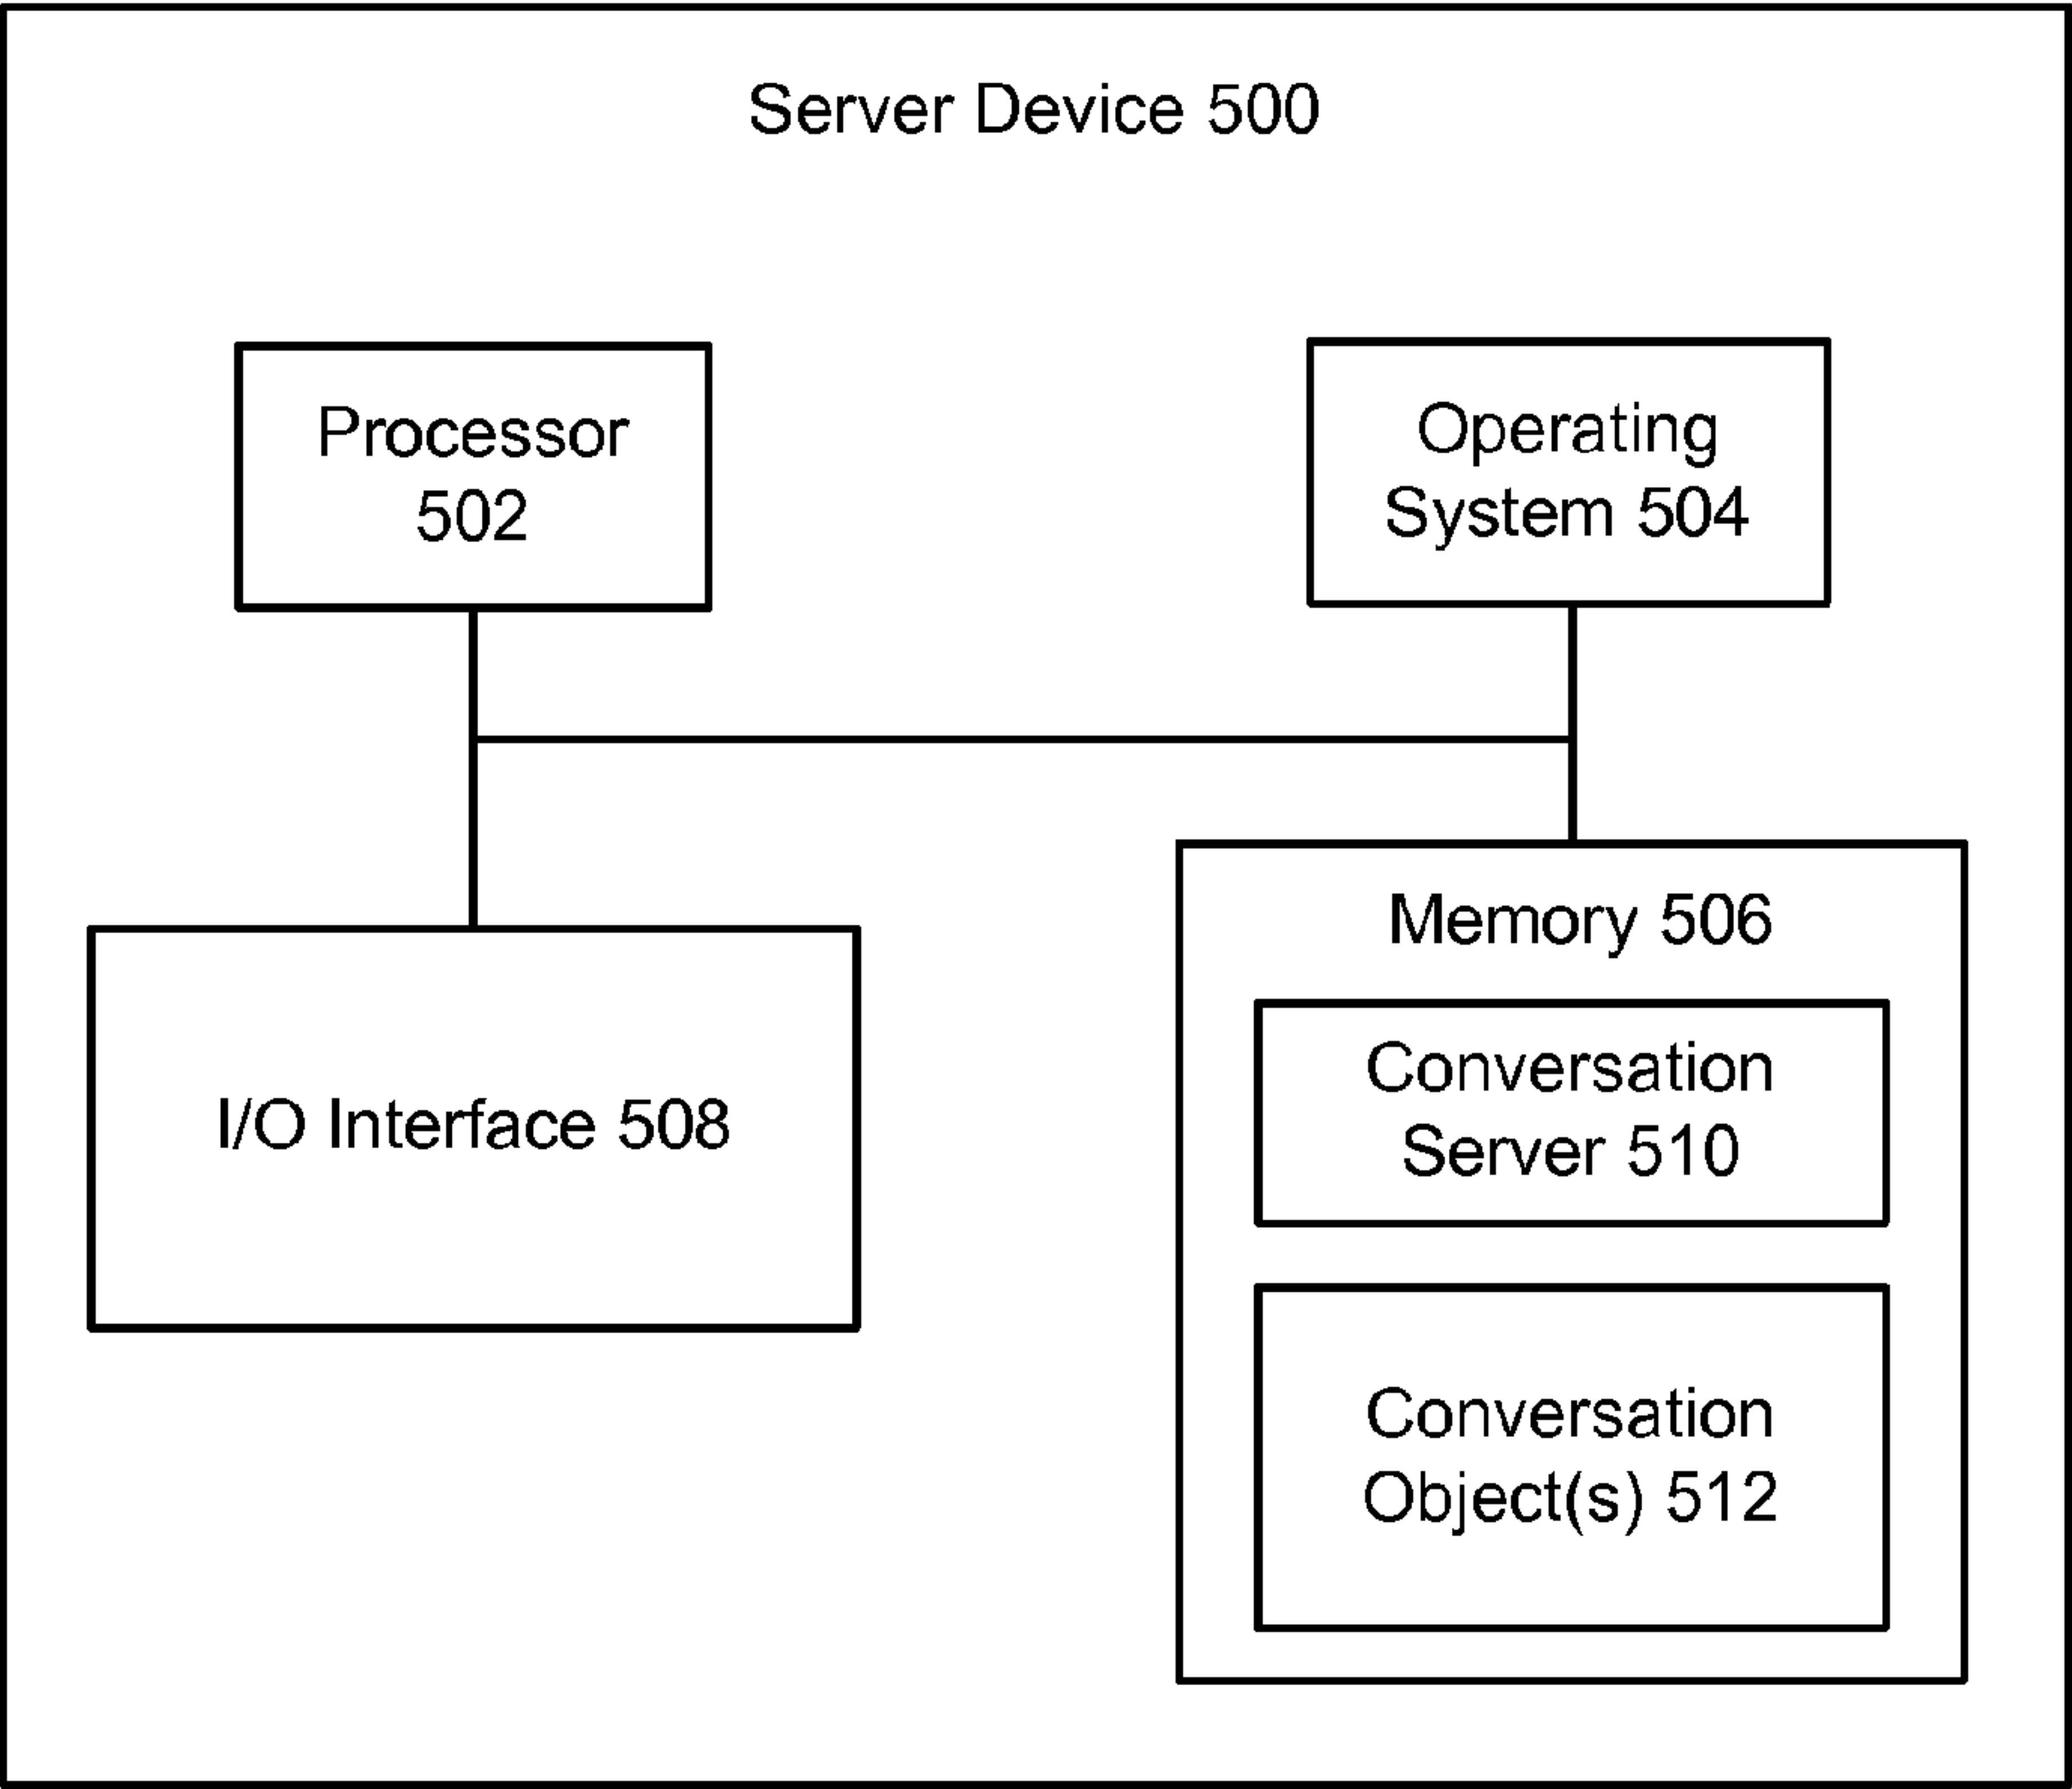 Server Device 500
Processor
502
Operating
System 504
I/O Interface 508
Memory 506
Conversation
Server 510
Conversation
Object(s) 512